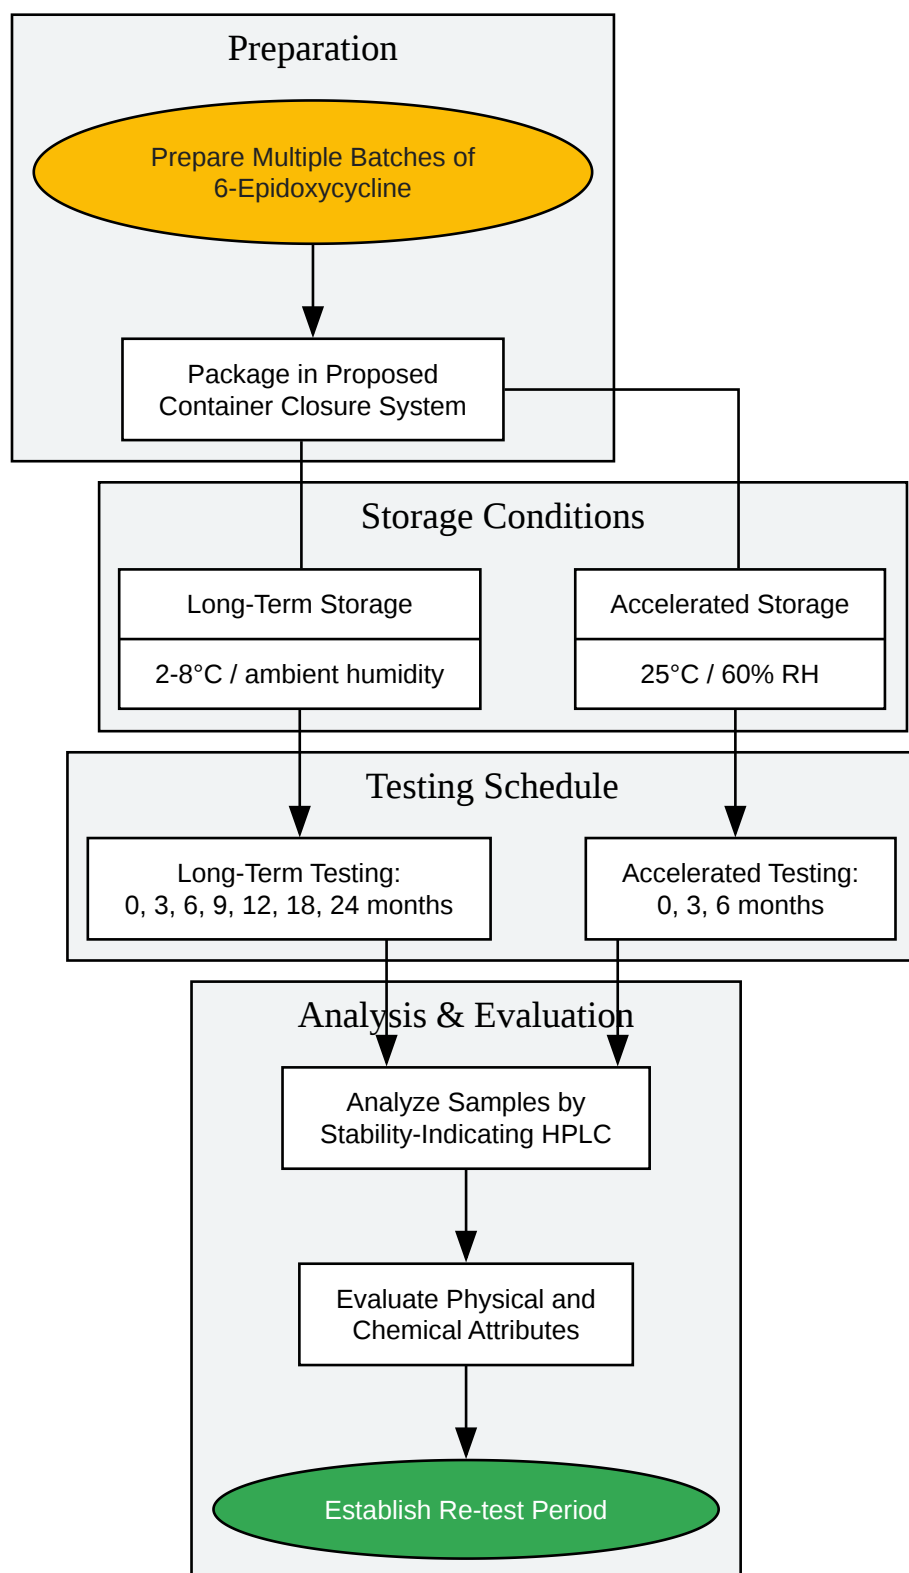 Preparation
Prepare Multiple Batches of
6-Epidoxycycline
Package in Proposed
Container Closure System
Storage Conditions
Long-Term Storage
2-8°C / ambient humidity
Accelerated Storage
25°C / 60% RH
Testing Schedule
Long-Term Testing:
0, 3, 6, 9, 12, 18, 24 months
Accelerated Testing:
0, 3, 6 months
Analysis & Evaluation
Analyze Samples by
Stability-Indicating HPLC
Evaluate Physical and
Chemical Attributes
Establish Re-test Period